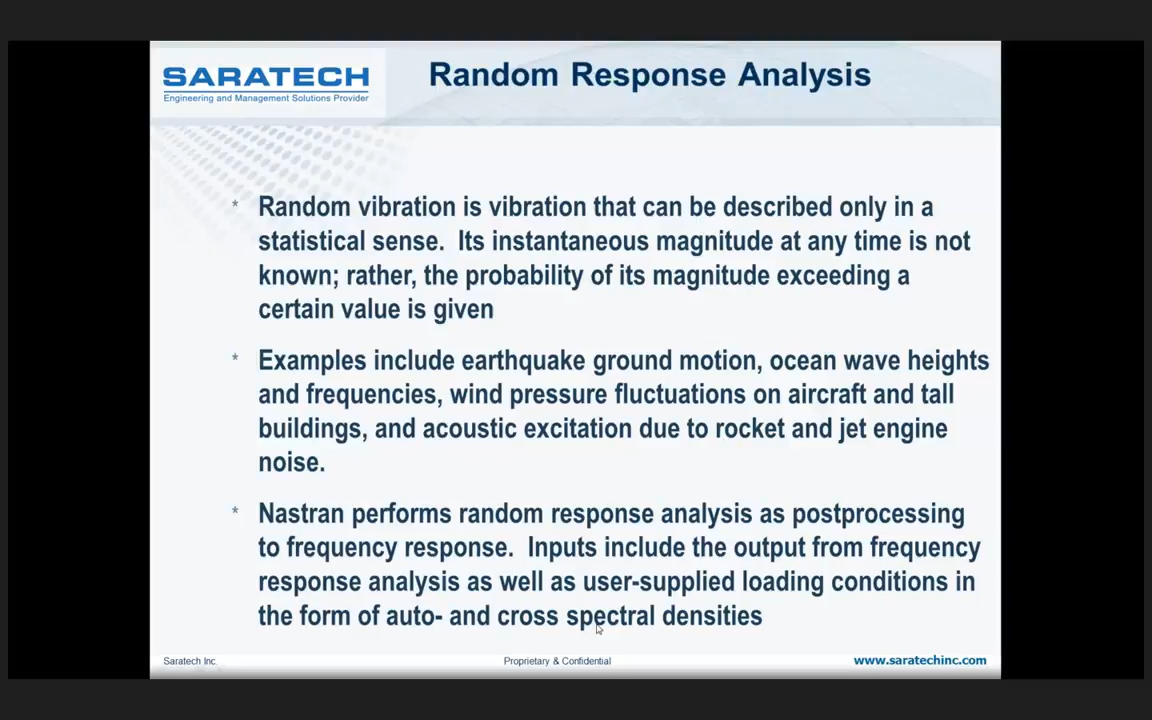 SARATECH
Engineering and Management Solutions Provider
Random Response Analysis
* Random vibration is vibration that can be described only in a
statistical sense.  Its instantaneous magnitude at any time is not
known; rather, the probability of its magnitude exceeding a
certain value is given
* Examples include earthquake ground motion, ocean wave heights
and frequencies, wind pressure fluctuations on aircraft and tall
buildings, and acoustic excitation due to rocket and jet engine
noise.
* Nastran performs random response analysis as postprocessing
to frequency response.  Inputs include the output from frequency
response analysis as well as user-supplied loading conditions in
the form of auto- and cross spectral densities
Saratech Inc.
Proprietary & Confidential
www.saratechinc.com